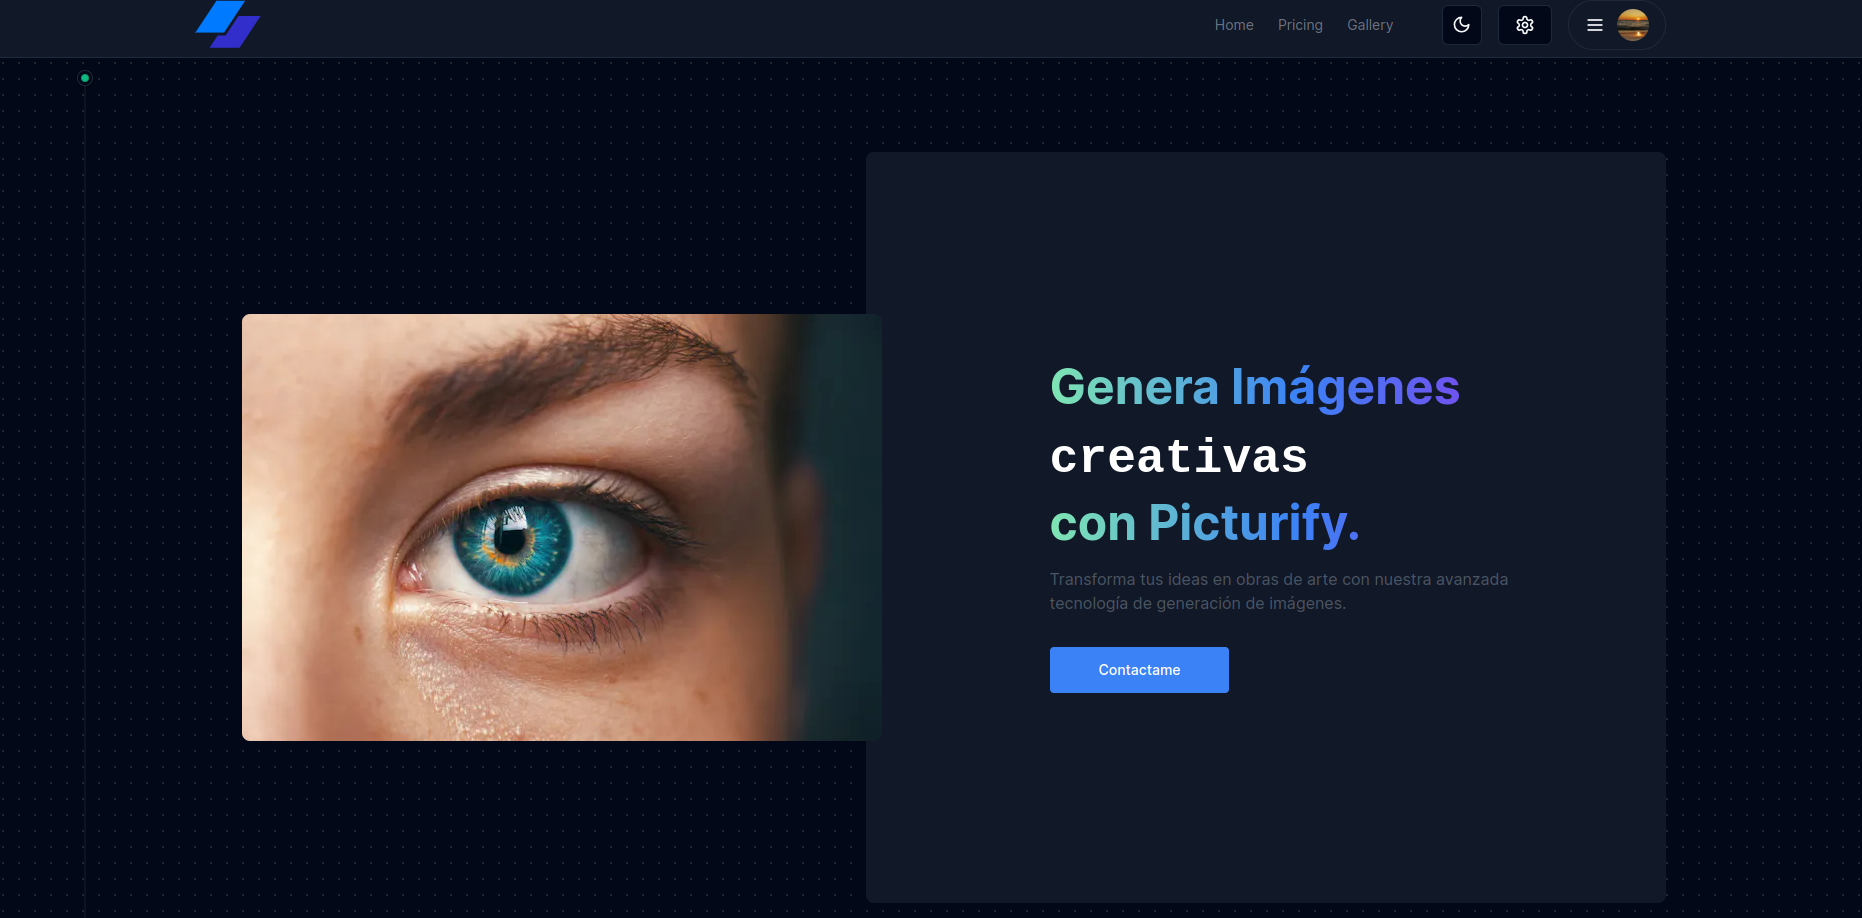 Home
Pricing
Gallery
Genera Imágenes
creativas
con Picturify.
Transforma tus ideas en obras de arte con nuestra avanzada
tecnología de generación de imágenes.
Contactame